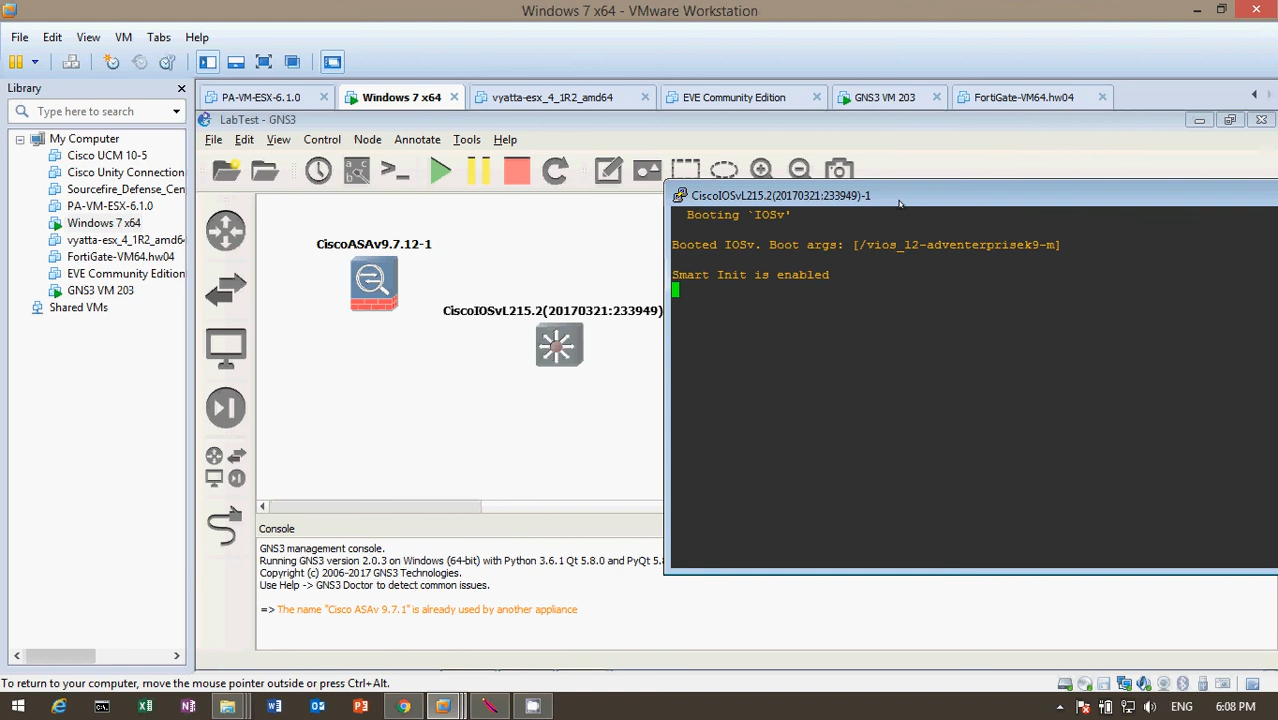 Windows 7 x64 - VMware Workstation
File Edit View VM Tabs Help
Library
Type here to search
My Computer
Cisco UCM 10-5
Cisco Unity Connection
Sourcefire_Defense_Cen
PA-VM-ESX-6.1.0
Windows 7 x64
vyatta-esx_4_1R2_amd64
FortiGate-VM64.hw04
EVE Community Edition
GNS3 VM 203
Shared VMs
PA-VM-ESX-6.1.0 Windows 7 x64 vyatta-esx_4_1R2_amd64 EVE Community Edition GNS3 VM 203 FortiGate-VM64.hw04
LabTest - GNS3
File Edit View Control Node Annotate Tools Help
CiscoASAv9.7.12-1
CiscoIOSvL215.2(20170321:233949)
CiscoIOSvL215.2(20170321:233949)-1
Booting `IOSv'
Booted IOSv. Boot args: [/vios_l2-adventerprisek9-m]
Smart Init is enabled
Console
GNS3 management console.
Running GNS3 version 2.0.3 on Windows (64-bit) with Python 3.6.1 Qt 5.8.0 and PyQt 5.8
Copyright (c) 2006-2017 GNS3 Technologies.
Use Help -> GNS3 Doctor to detect common issues.
=> The name "Cisco ASAv 9.7.1" is already used by another appliance
To return to your computer, move the mouse pointer outside or press Ctrl+Alt.
ENG 6:08 PM